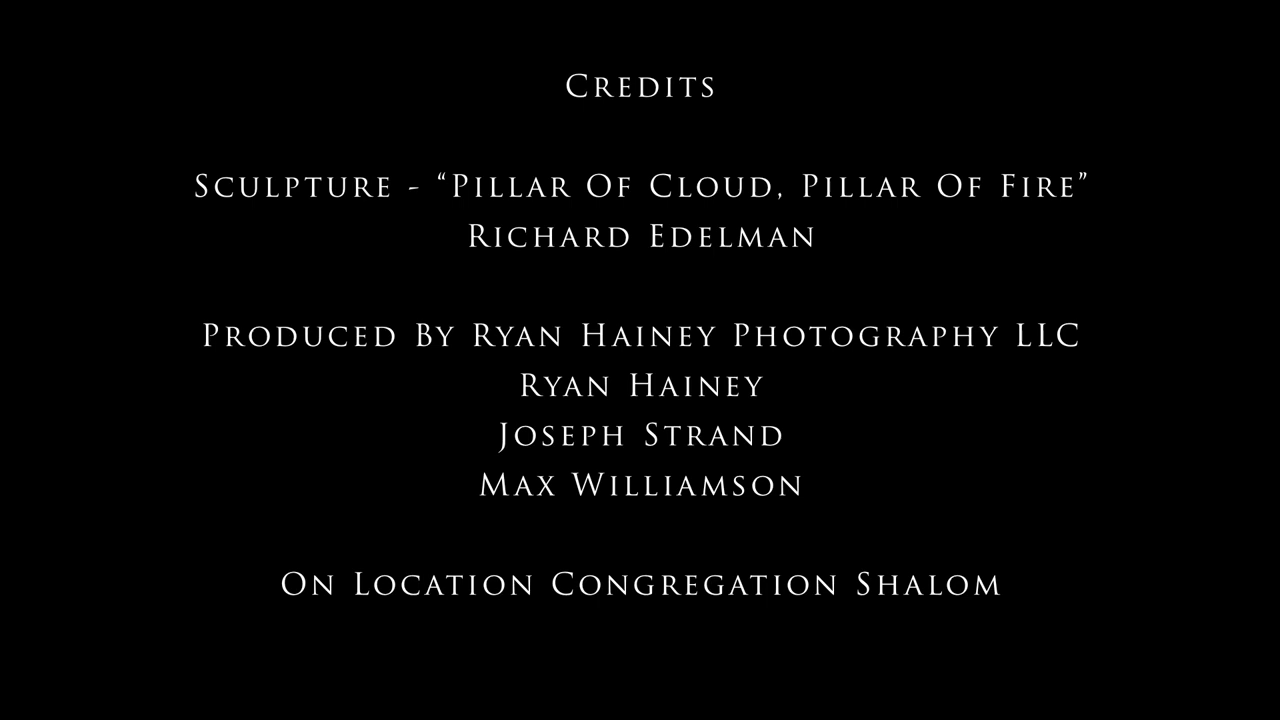 Credits
Sculpture - “Pillar Of Cloud, Pillar Of Fire”
Richard Edelman
Produced By Ryan Hainey Photography LLC
Ryan Hainey
Joseph Strand
Max Williamson
On Location Congregation Shalom